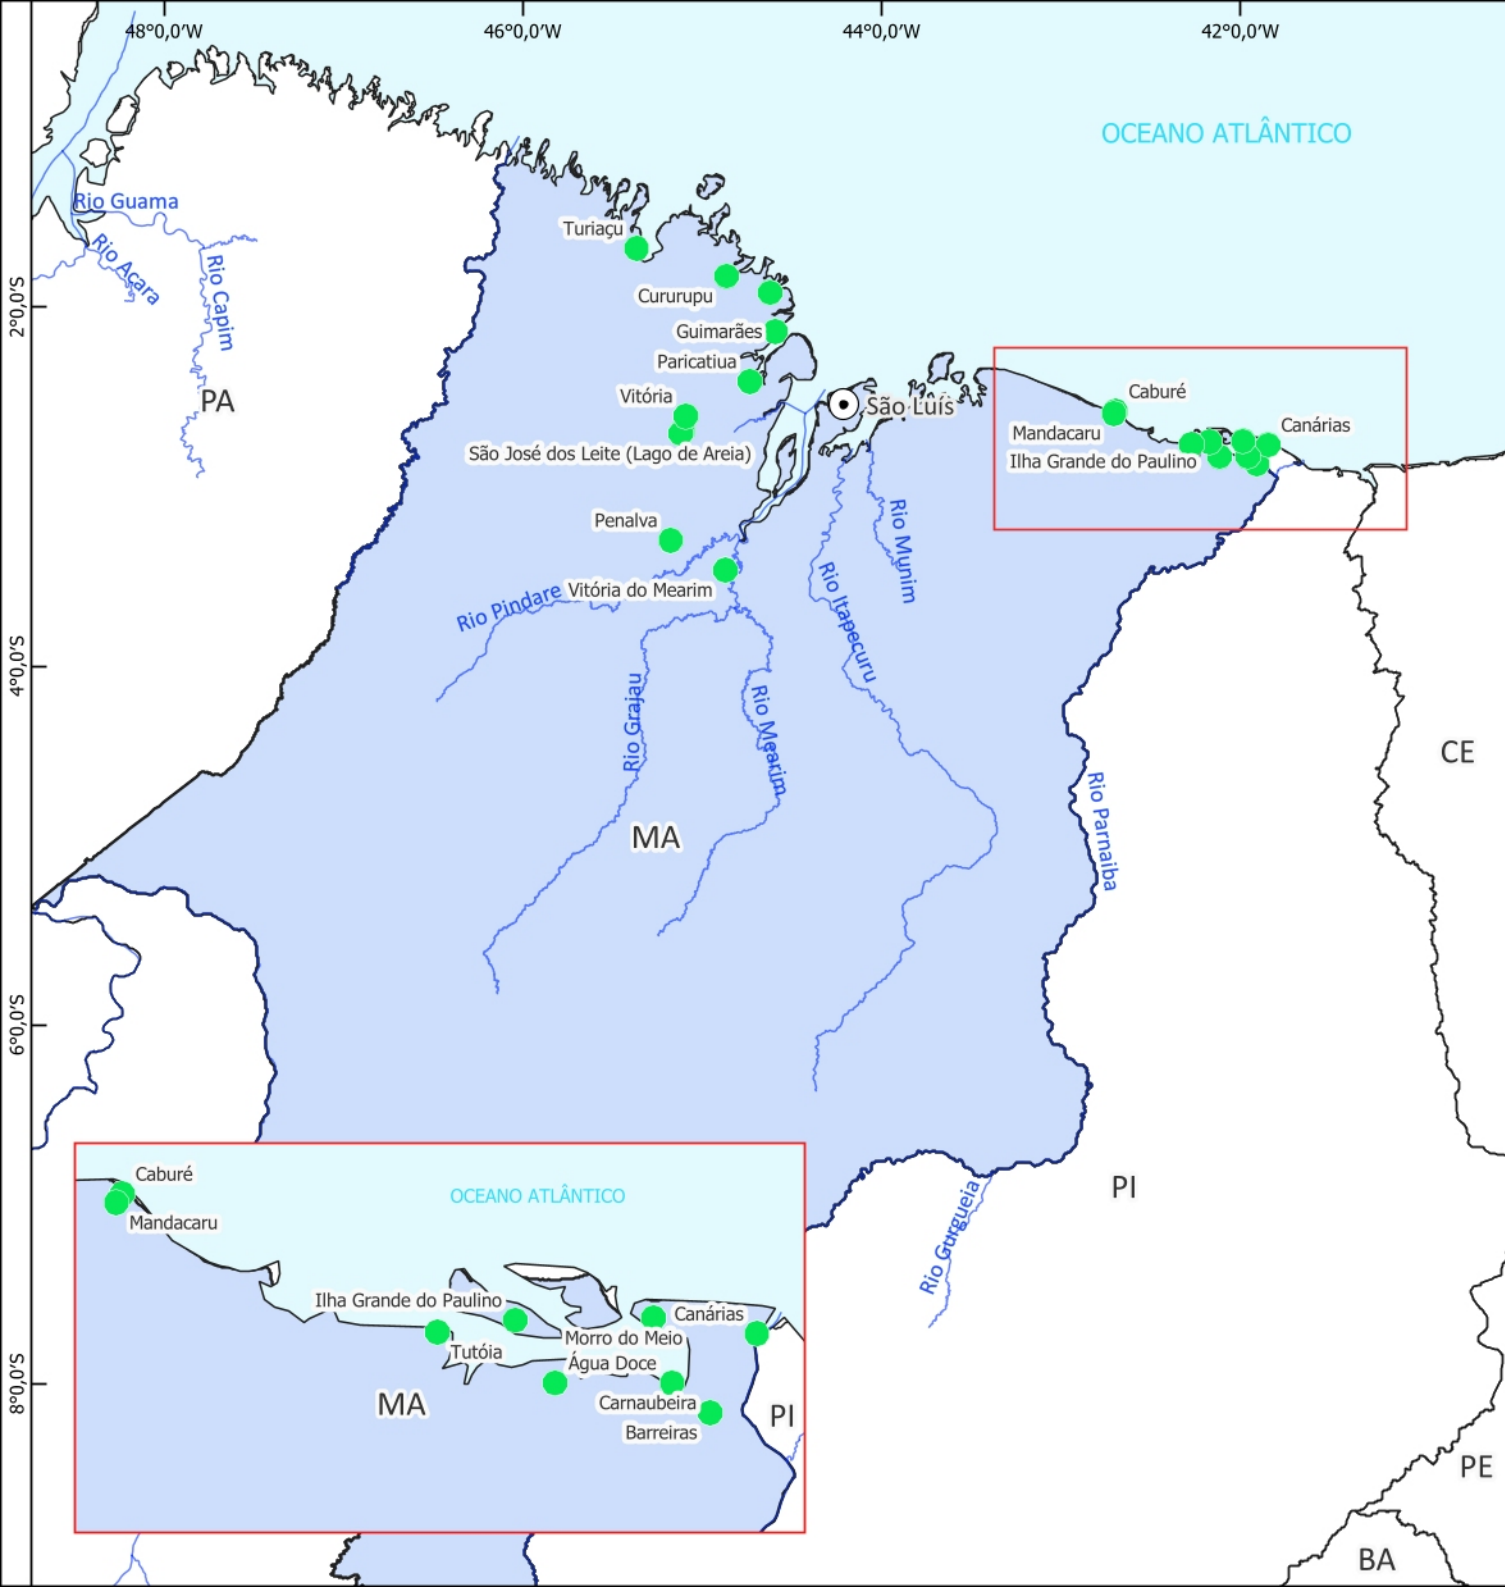 48°0,0'W
46°0,0'W
44°0,0'W
42°0,0'W
OCEANO ATLÂNTICO
Rio Guama
Turiaçu
Rio Acara
Rio Capim
2°0,0'S
Cururupu
Guimarães
Paricatiua
PA
Vitória
São Luís
Caburé
Mandacaru
Canárias
São José dos Leite (Lago de Areia)
Ilha Grande do Paulino
Penalva
Rio Munim
Vitória do Mearim
Rio Pindare
Rio Itapecuru
4°0,0'S
Rio Grajau
Rio Mearim
CE
Rio Parnaiba
MA
6°0,0'S
PI
Rio Gurgueia
Caburé
OCEANO ATLÂNTICO
Mandacaru
Ilha Grande do Paulino
Canárias
Morro do Meio
Tutóia
Água Doce
8°0,0'S
MA
Carnaubeira
PI
Barreiras
PE
BA